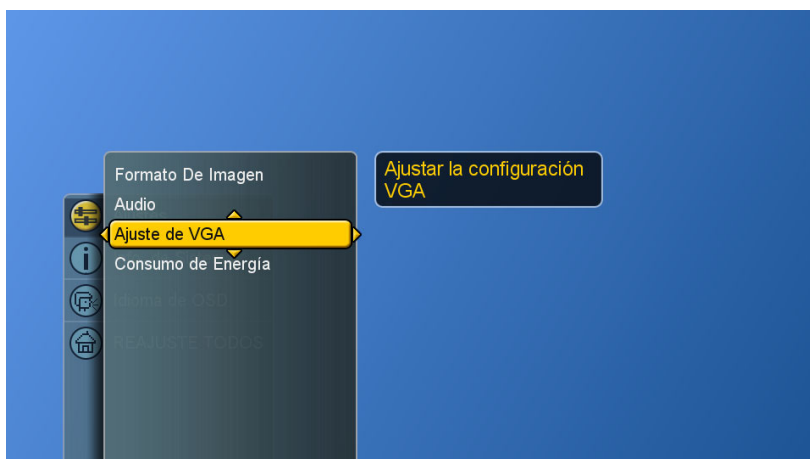 Formato De Imagen
Audio
Ajuste de VGA
Consumo de Energía
Idioma de OSD
REAJUSTE TODOS
Ajustar la configuración
VGA